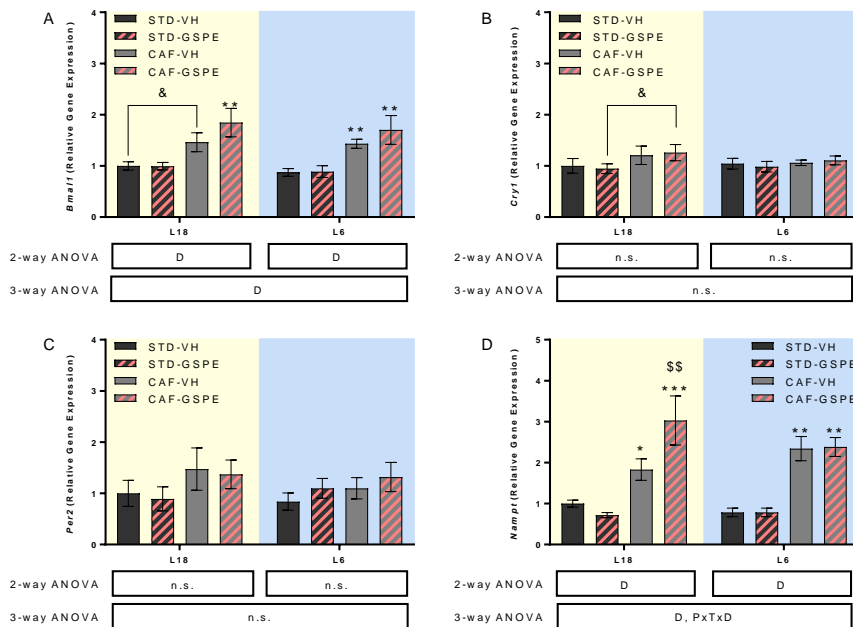 A
4
3
2
1
0
Bmal1 (Relative Gene Expression)
STD-VH
STD-GSPE
CAF-VH
CAF-GSPE
&
**
**
**
L18
L6
2-way ANOVA
D
D
3-way ANOVA
D
B
4
3
2
1
0
Cry1 (Relative Gene Expression)
STD-VH
STD-GSPE
CAF-VH
CAF-GSPE
&
L18
L6
2-way ANOVA
n.s.
n.s.
3-way ANOVA
n.s.
C
4
3
2
1
0
Per2 (Relative Gene Expression)
STD-VH
STD-GSPE
CAF-VH
CAF-GSPE
L18
L6
2-way ANOVA
n.s.
n.s.
3-way ANOVA
n.s.
D
5
4
3
2
1
0
Nampt (Relative Gene Expression)
STD-VH
STD-GSPE
CAF-VH
CAF-GSPE
$$
***
*
**
**
L18
L6
2-way ANOVA
D
D
3-way ANOVA
D, PxTxD